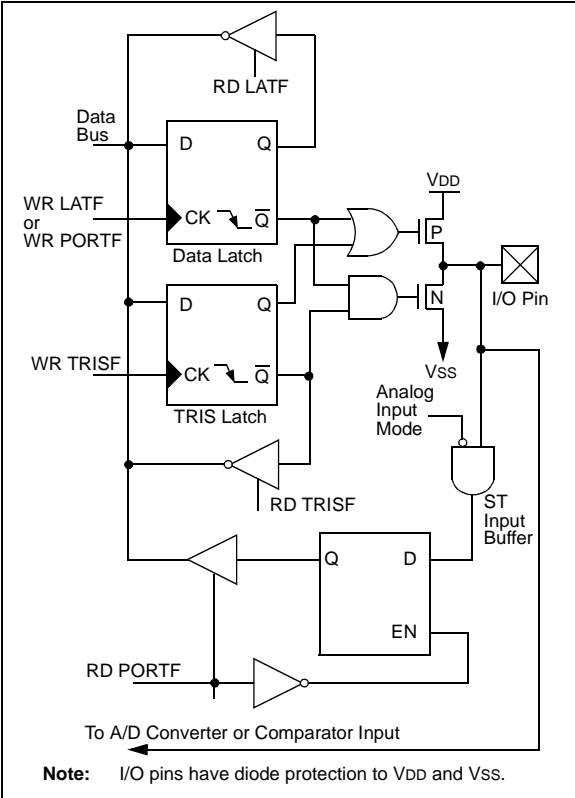 RD LATF
Data
Bus
D
Q
VDD
WR LATF
or
WR PORTF
CK
Q
P
Data Latch
I/O Pin
D
Q
N
WR TRISF
CK
Q
VSS
TRIS Latch
Analog
Input
Mode
RD TRISF
ST
Input
Buffer
Q
D
EN
RD PORTF
To A/D Converter or Comparator Input
Note: I/O pins have diode protection to VDD and VSS.